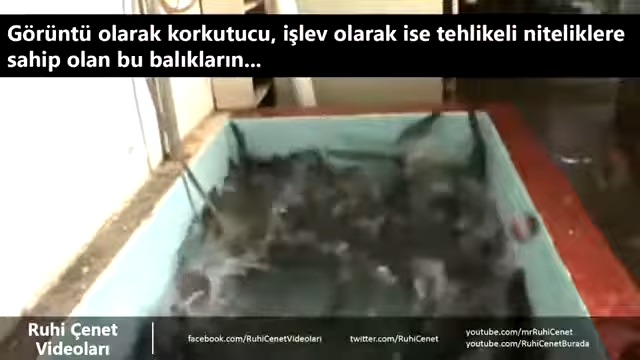 Görüntü olarak korkutucu, işlev olarak ise tehlikeli niteliklere
sahip olan bu balıkların...
Ruhi Çenet
Videoları
facebook.com/RuhiCenetVideolari
twitter.com/RuhiCenet
youtube.com/mrRuhiCenet
youtube.com/RuhiCenetBurada